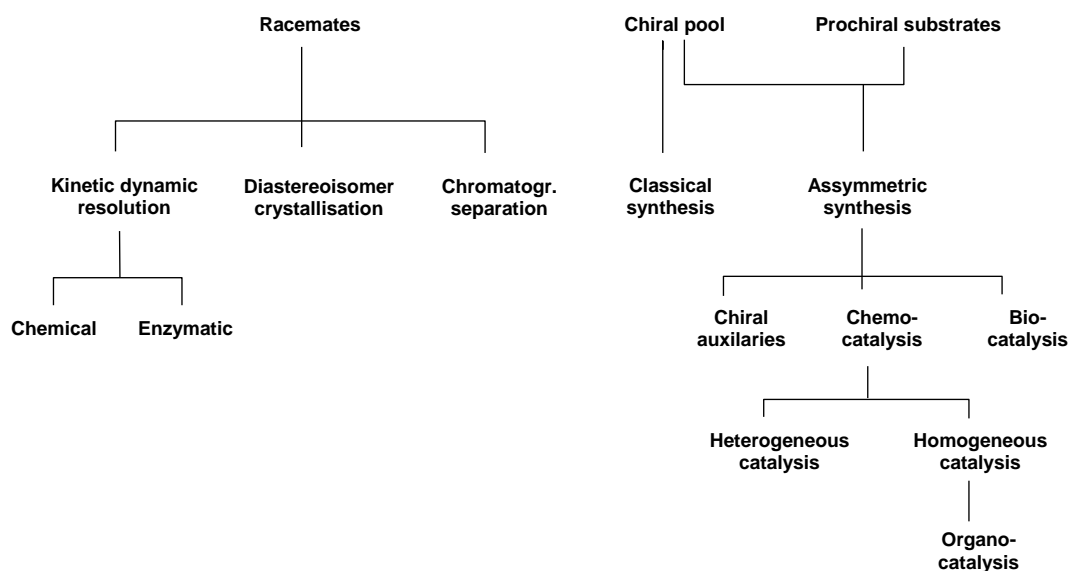 Racemates
Chiral pool
Prochiral substrates
Kinetic dynamic
resolution
Diastereoisomer
crystallisation
Chromatogr.
separation
Classical
synthesis
Assymmetric
synthesis
Chemical
Enzymatic
Chiral
auxilaries
Chemo-
catalysis
Bio-
catalysis
Heterogeneous
catalysis
Homogeneous
catalysis
Organo-
catalysis